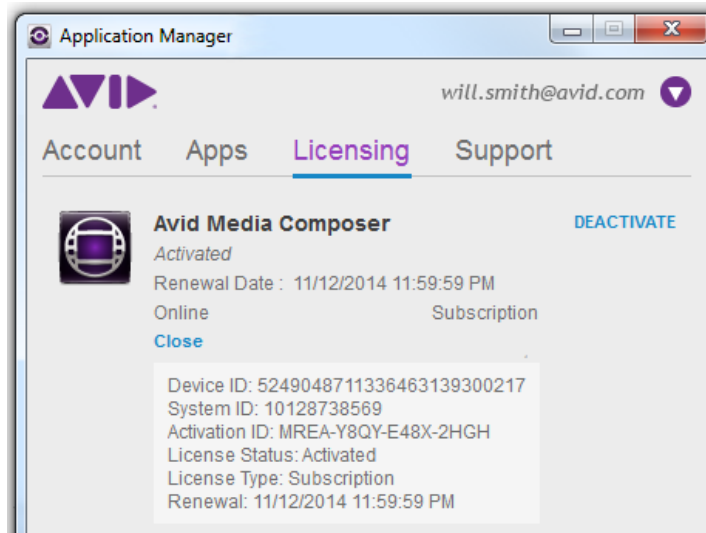 Application Manager
AVID
will.smith@avid.com
Account Apps Licensing Support
Avid Media Composer DEACTIVATE
Activated
Renewal Date : 11/12/2014 11:59:59 PM
Online Subscription
Close
Device ID: 5249048711336463139300217
System ID: 10128738569
Activation ID: MREA-Y8QY-E48X-2HGH
License Status: Activated
License Type: Subscription
Renewal: 11/12/2014 11:59:59 PM